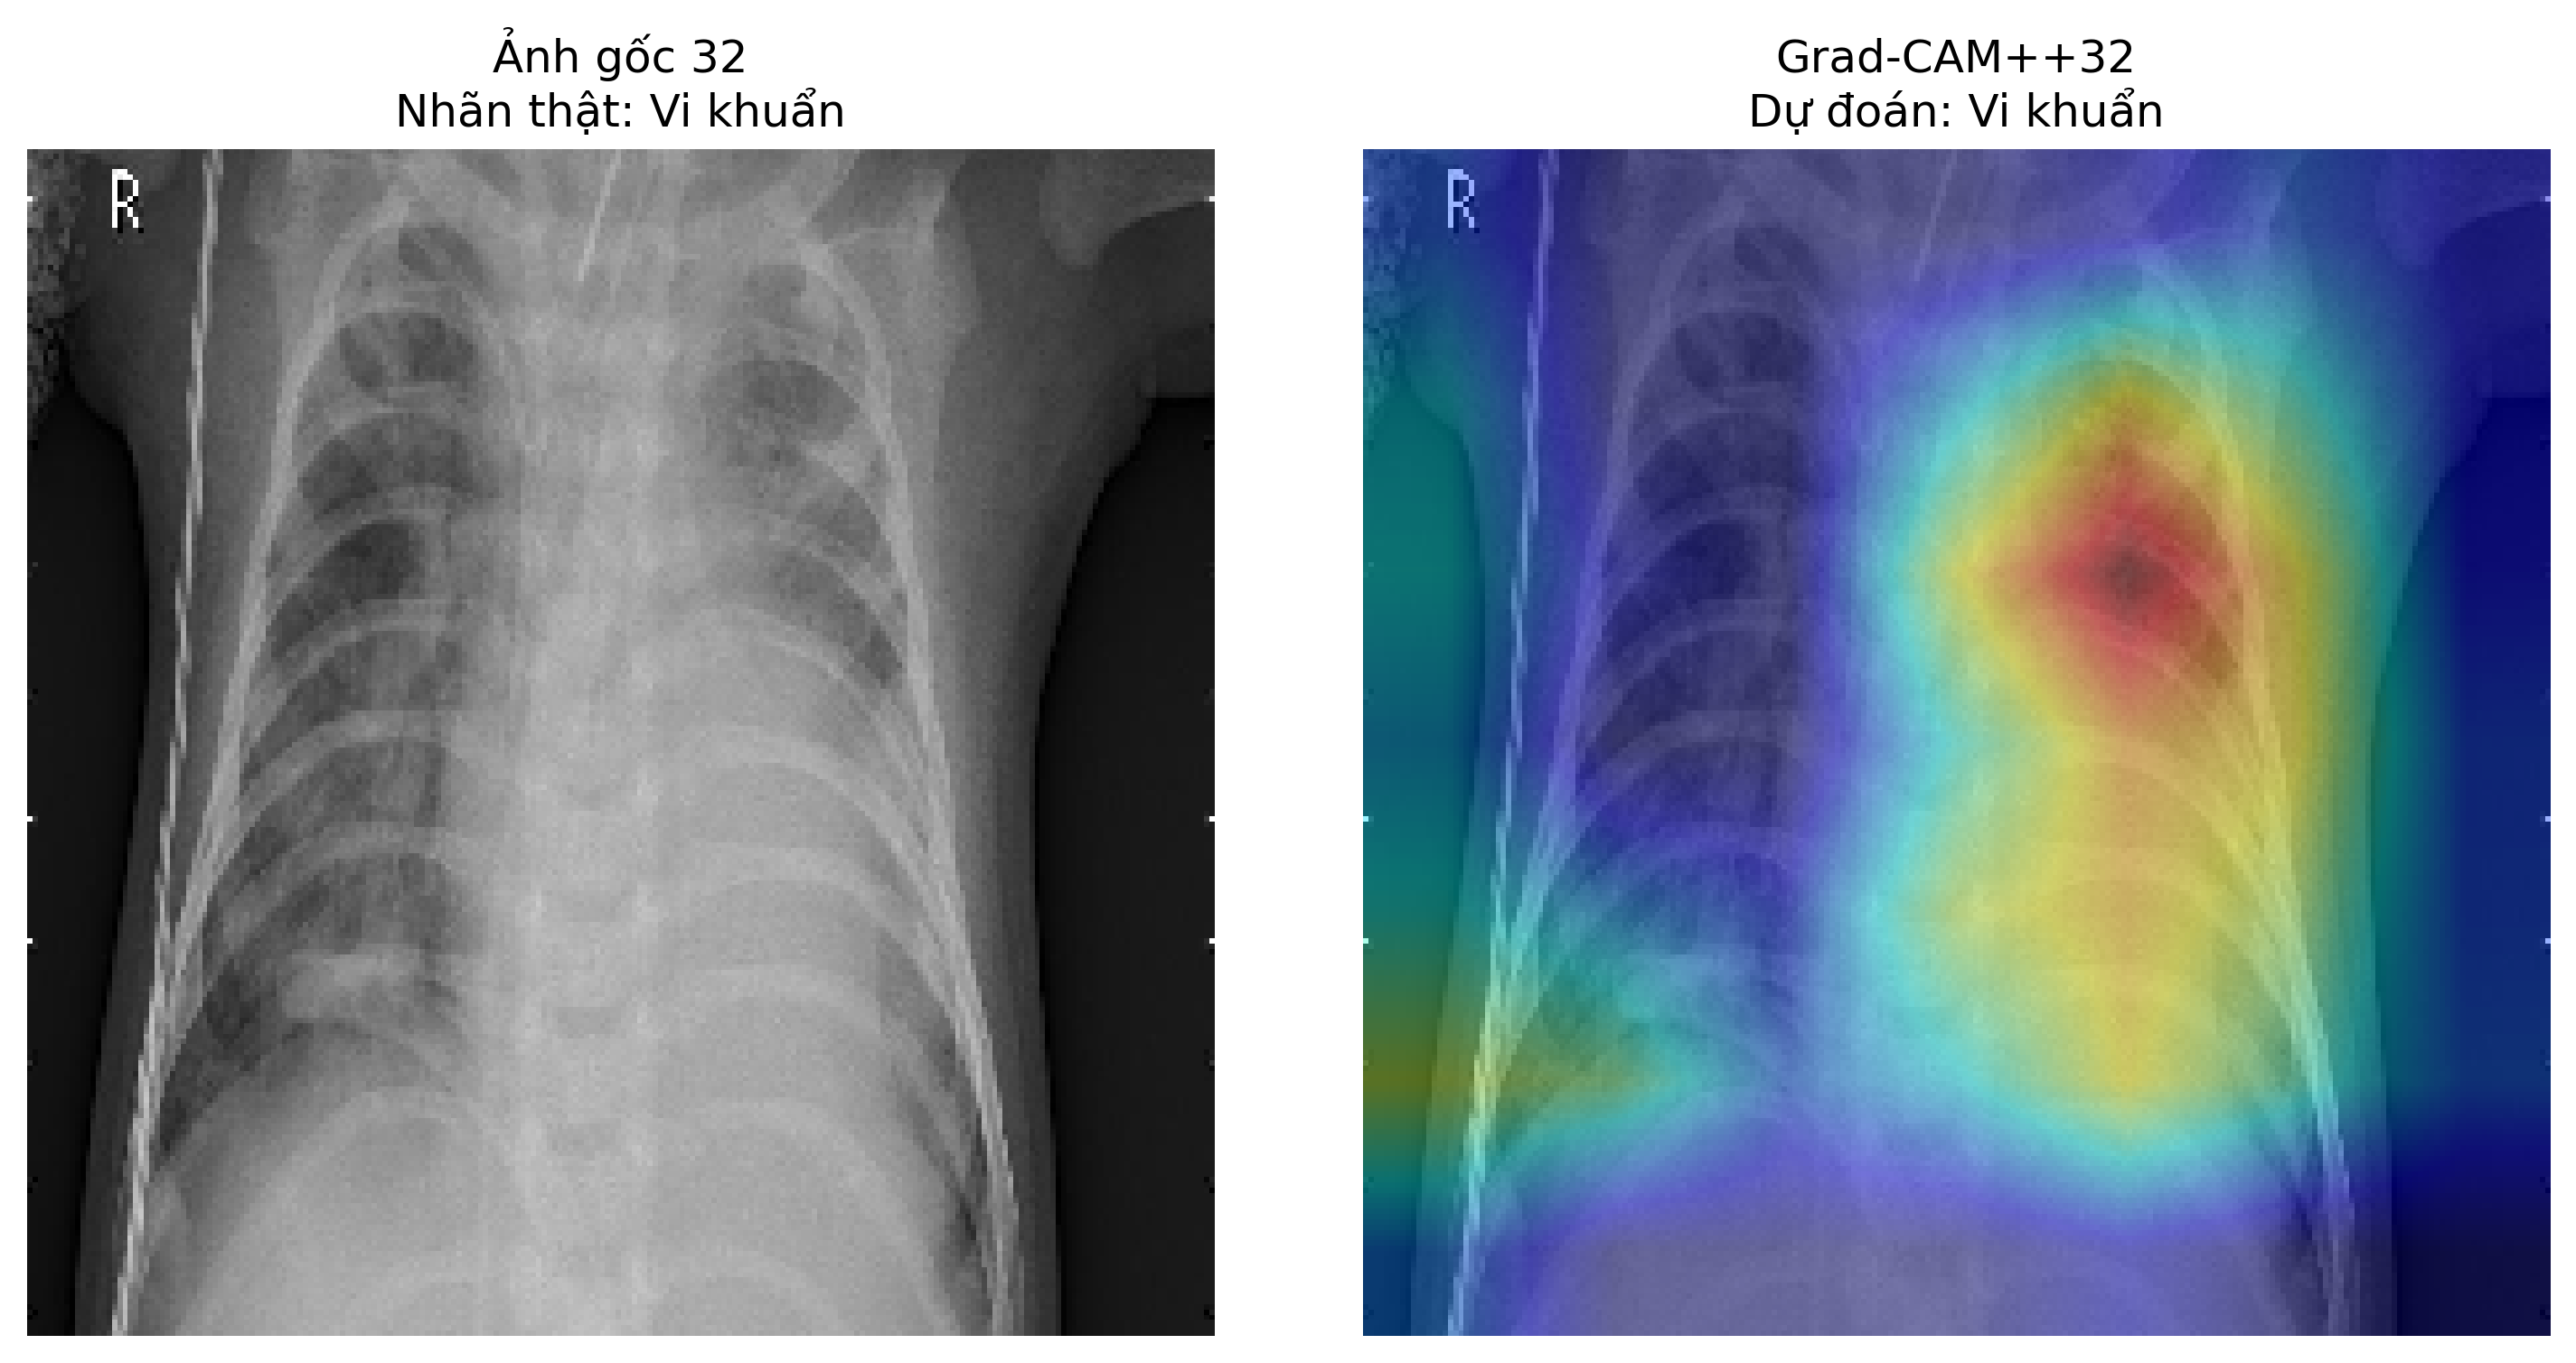 Ảnh gốc 32
Nhãn thật: Vi khuẩn
R
Grad-CAM++32
Dự đoán: Vi khuẩn
R